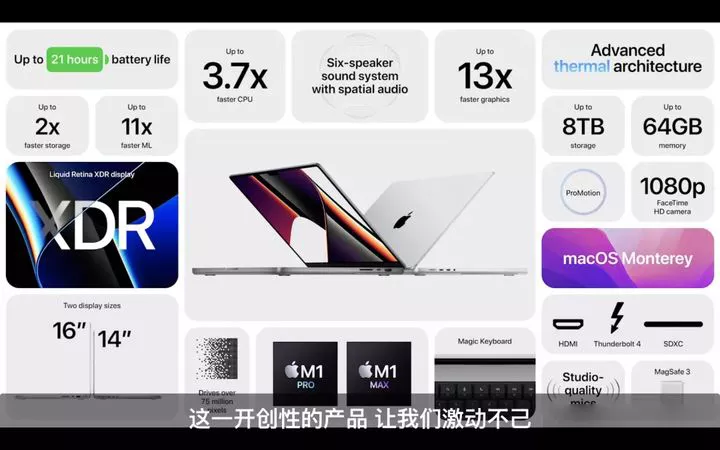 Up to 21 hours battery life
Up to
3.7x
faster CPU
Six-speaker
sound system
with spatial audio
Up to
13x
faster graphics
Advanced
thermal architecture
Up to
2x
faster storage
Up to
11x
faster ML
Up to
8TB
storage
Up to
64GB
memory
Liquid Retina XDR display
XDR
ProMotion
1080p
FaceTime
HD camera
macOS Monterey
Two display sizes
16” 14”
Drives over
75 million
pixels
M1
PRO
M1
MAX
Magic Keyboard
HDMI
Thunderbolt 4
SDXC
Studio-
quality
mics
MagSafe 3
这一开创性的产品 让我们激动不已